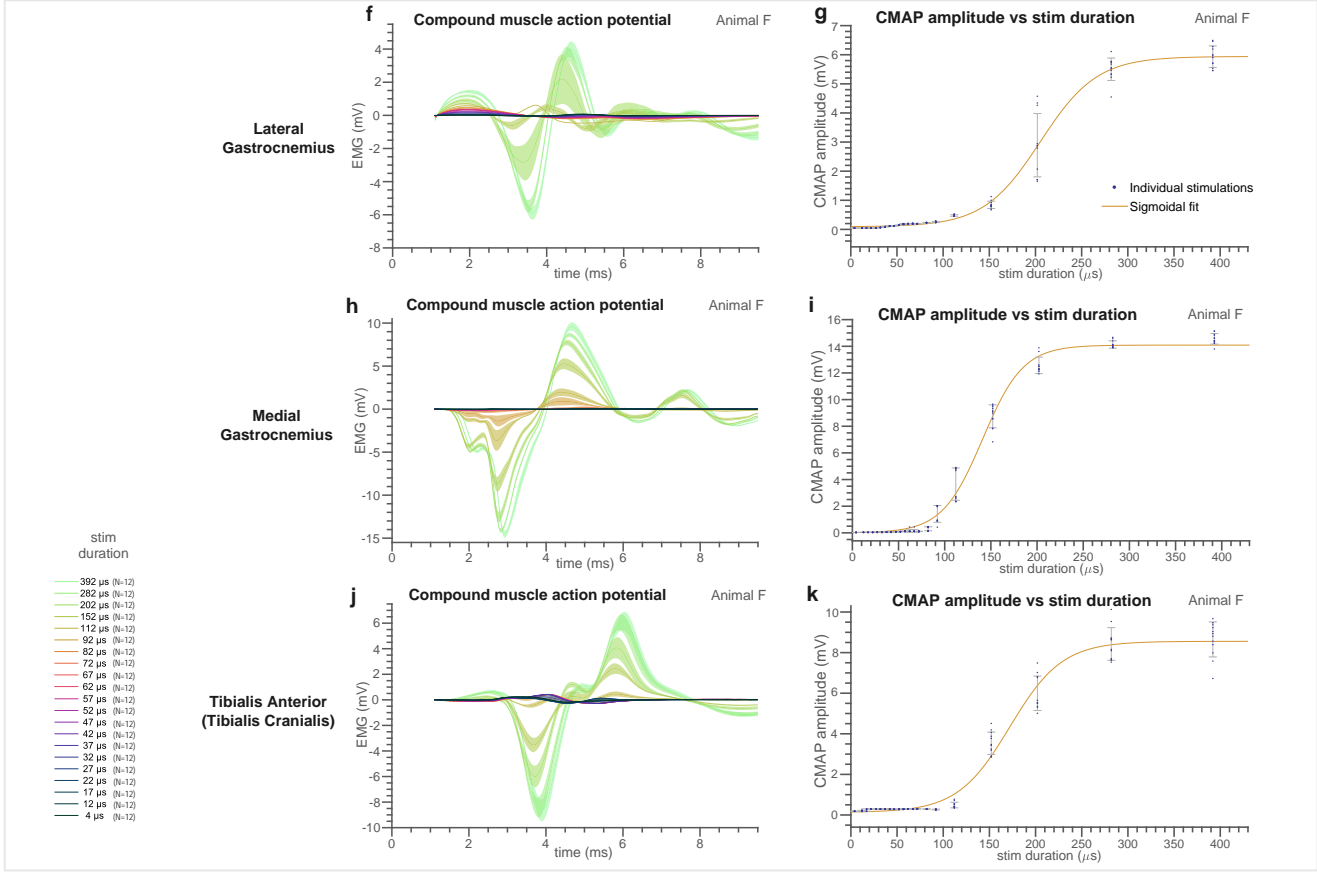 f
Compound muscle action potential
Animal F
4
2
0
-2
-4
-6
-8
EMG (mV)
0
2
4
6
8
time (ms)
Lateral
Gastrocnemius
g
CMAP amplitude vs stim duration
Animal F
7
6
5
4
3
2
1
0
CMAP amplitude (mV)
Individual stimulations
Sigmoidal fit
0
50
100
150
200
250
300
350
400
stim duration (μs)
h
Compound muscle action potential
Animal F
10
5
0
-5
-10
-15
EMG (mV)
0
2
4
6
8
time (ms)
Medial
Gastrocnemius
i
CMAP amplitude vs stim duration
Animal F
16
14
12
10
8
6
4
2
0
CMAP amplitude (mV)
0
50
100
150
200
250
300
350
400
stim duration (μs)
stim
duration
392 µs (N=12)
282 µs (N=12)
202 µs (N=12)
152 µs (N=12)
112 µs (N=12)
92 µs (N=12)
82 µs (N=12)
72 µs (N=12)
67 µs (N=12)
62 µs (N=12)
57 µs (N=12)
52 µs (N=12)
47 µs (N=12)
42 µs (N=12)
37 µs (N=12)
32 µs (N=12)
27 µs (N=12)
22 µs (N=12)
17 µs (N=12)
12 µs (N=12)
4 µs (N=12)
j
Compound muscle action potential
Animal F
6
4
2
0
-2
-4
-6
-8
-10
EMG (mV)
0
2
4
6
8
time (ms)
Tibialis Anterior
(Tibialis Cranialis)
k
CMAP amplitude vs stim duration
Animal F
10
8
6
4
2
0
CMAP amplitude (mV)
0
50
100
150
200
250
300
350
400
stim duration (μs)